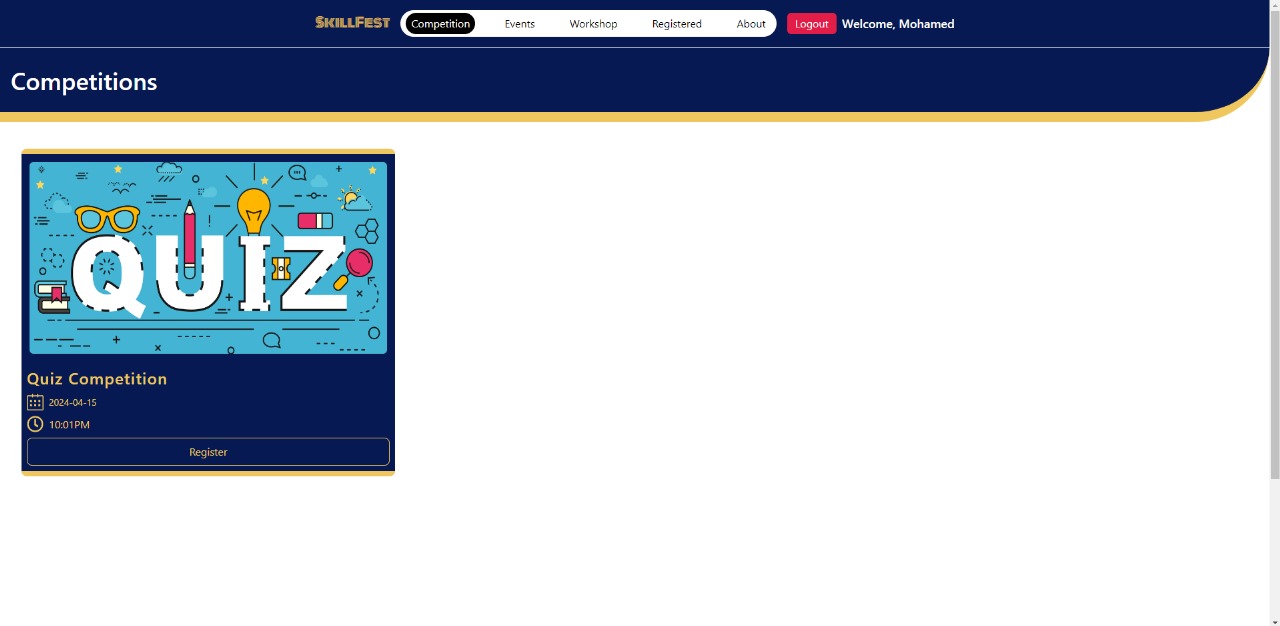 SKILLFEST
Competition
Events
Workshop
Registered
About
Logout
Welcome, Mohamed
Competitions
QUIZ
Quiz Competition
2024-04-15
10:01PM
Register